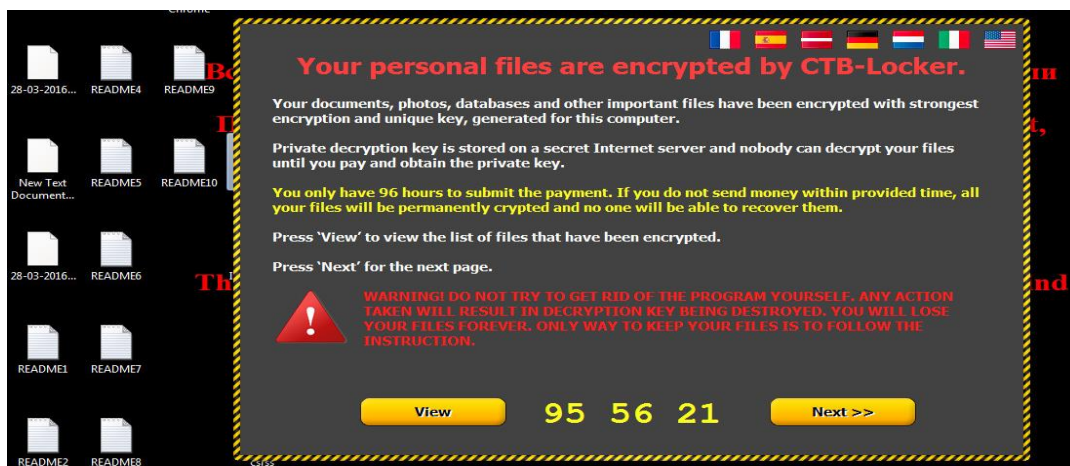 Chrome
Your personal files are encrypted by CTB-Locker.
Your documents, photos, databases and other important files have been encrypted with strongest
encryption and unique key, generated for this computer.
Private decryption key is stored on a secret Internet server and nobody can decrypt your files
until you pay and obtain the private key.
You only have 96 hours to submit the payment. If you do not send money within provided time, all
your files will be permanently crypted and no one will be able to recover them.
Press 'View' to view the list of files that have been encrypted.
Press 'Next' for the next page.
WARNING! DO NOT TRY TO GET RID OF THE PROGRAM YOURSELF. ANY ACTION
TAKEN WILL RESULT IN DECRYPTION KEY BEING DESTROYED. YOU WILL LOSE
YOUR FILES FOREVER. ONLY WAY TO KEEP YOUR FILES IS TO FOLLOW THE
INSTRUCTION.
View 95 56 21 Next >>
28-03-2016... README4 README9
New Text README5 README10
Document...
28-03-2016... README6
README1 README7
README2 README8